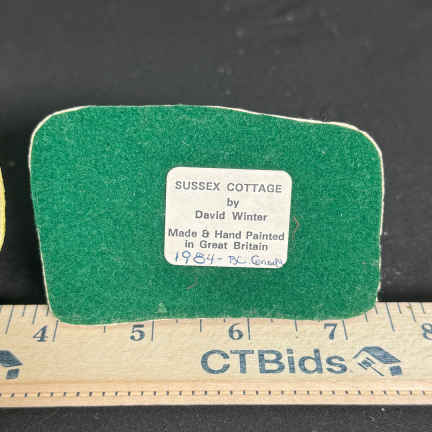 SUSSEX COTTAGE
by
David Winter
Made & Hand Painted
in Great Britain
1984 - BC Canada
4 5 6 7 8
CTBids